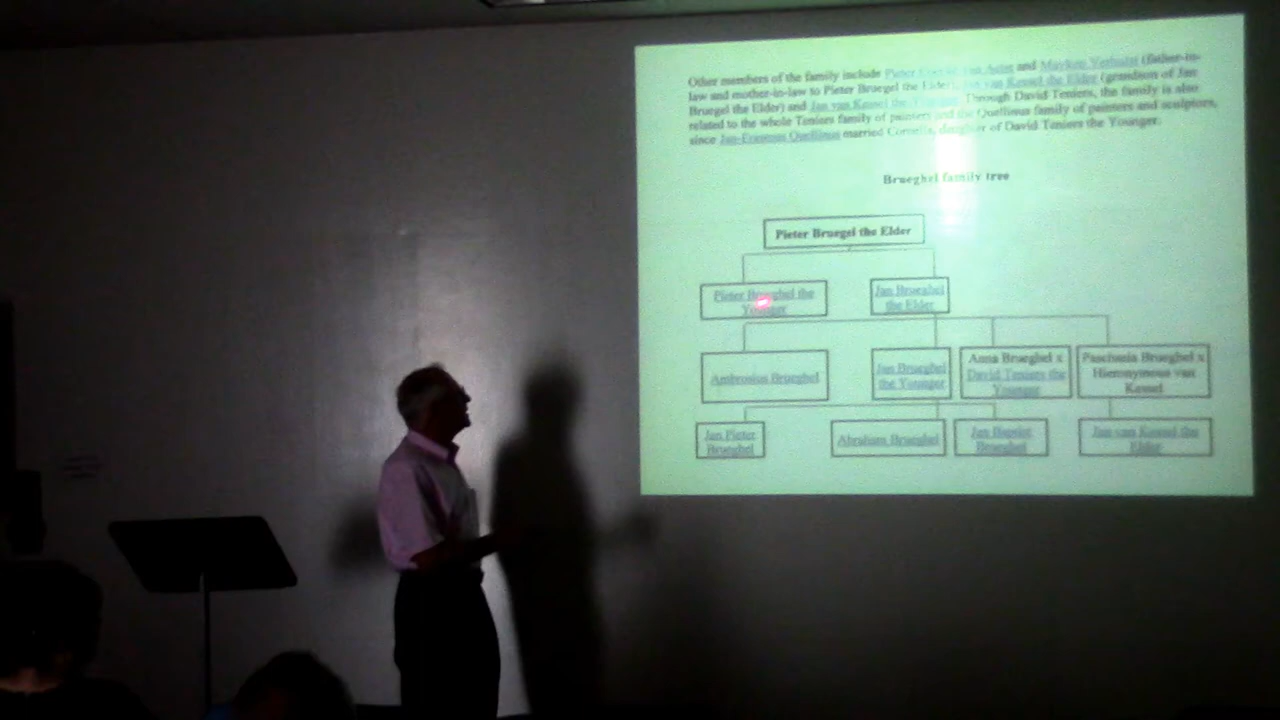 Other members of the family include Pieter Coecke van Aelst and Mayken Verhulst (father-in-
law and mother-in-law to Pieter Bruegel the Elder), Jan van Kessel the Elder (grandson of Jan
Brueghel the Elder) and Jan van Kessel the Younger. Through David Teniers, the family is also
related to the whole Teniers family of painters and the Quellinus family of painters and sculptors,
since Jan-Erasmus Quellinus married Cornelia, daughter of David Teniers the Younger.
Brueghel family tree
Pieter Bruegel the Elder
Pieter Brueghel the
Younger
Jan Brueghel
the Elder
Ambrosius Brueghel
Jan Brueghel
the Younger
Anna Brueghel x
David Teniers the
Younger
Paschasia Brueghel x
Hieronymous van
Kessel
Jan Pieter
Brueghel
Abraham Brueghel
Jan Baptist
Brueghel
Jan van Kessel the
Elder